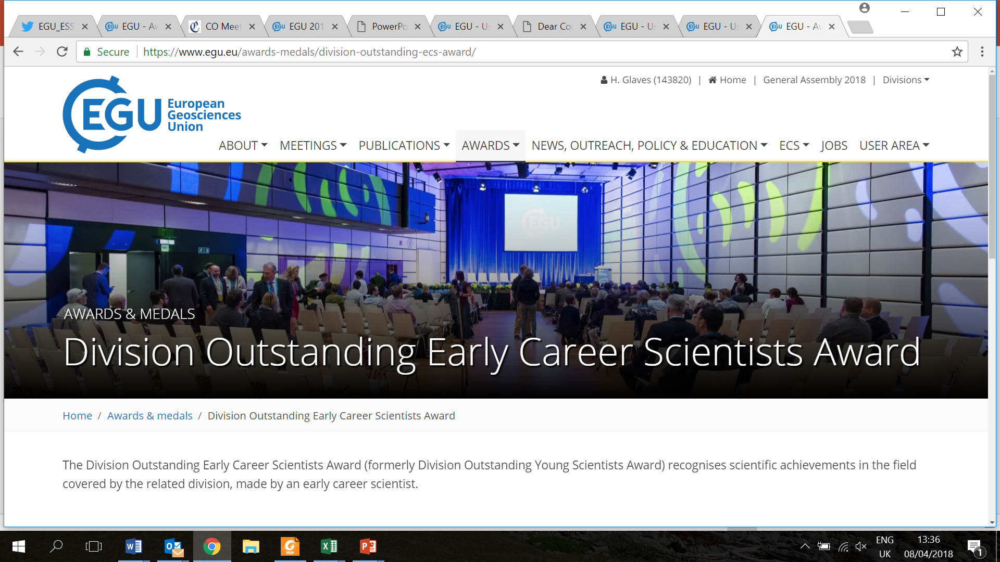 EGU_ESS
EGU - Aw
CO Meet
EGU 201
PowerPo
EGU - Us
Dear Cou
EGU - Us
EGU - Us
EGU - Aw
Secure
https://www.egu.eu/awards-medals/division-outstanding-ecs-award/
H. Glaves (143820) | Home | General Assembly 2018 | Divisions
EGU
European
Geosciences
Union
ABOUT MEETINGS PUBLICATIONS AWARDS NEWS, OUTREACH, POLICY & EDUCATION ECS JOBS USER AREA
EGU
WC
AWARDS & MEDALS
Division Outstanding Early Career Scientists Award
Home / Awards & medals / Division Outstanding Early Career Scientists Award
The Division Outstanding Early Career Scientists Award (formerly Division Outstanding Young Scientists Award) recognises scientific achievements in the field
covered by the related division, made by an early career scientist.
PDF
ENG
UK
13:36
08/04/2018
1